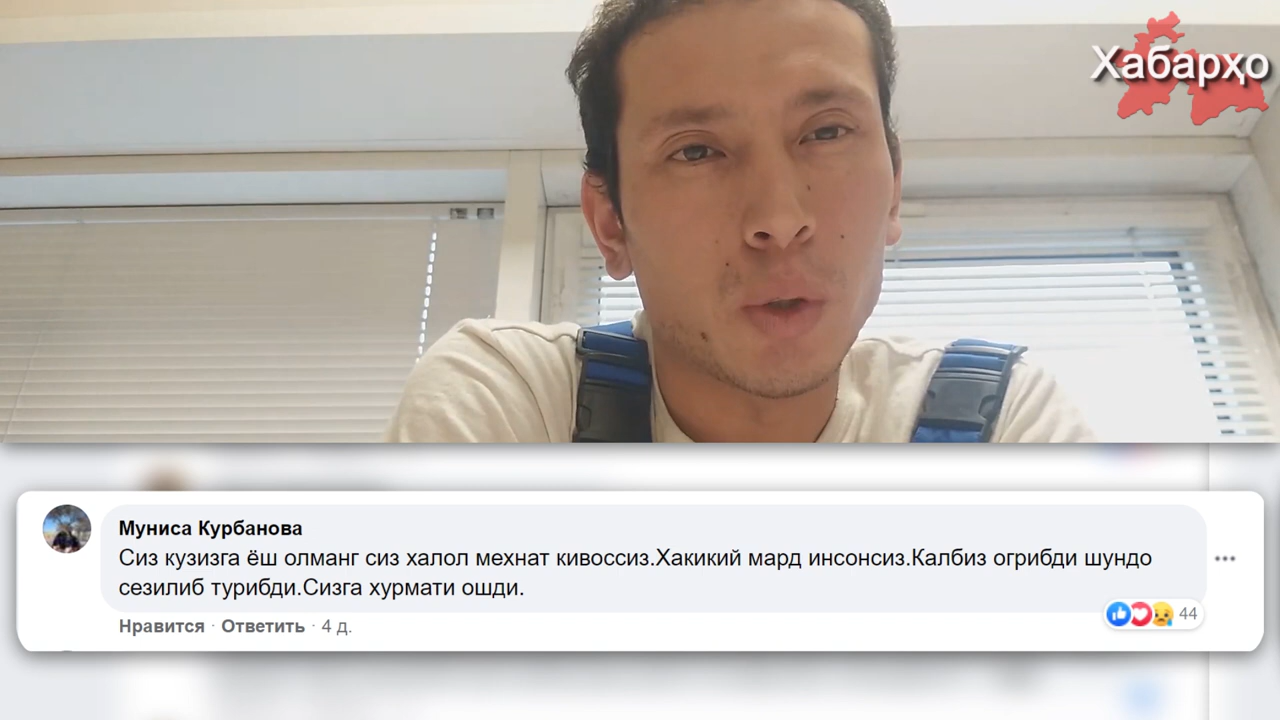 Хабарҳо
Муниса Курбанова
Сиз кузизга ёш олманг сиз халол мехнат кивоссиз.Хакикий мард инсонсиз.Калбиз огрибди шундо
сезилиб турибди.Сизга хурмати ошди.
Нравится · Ответить · 4 д.
44